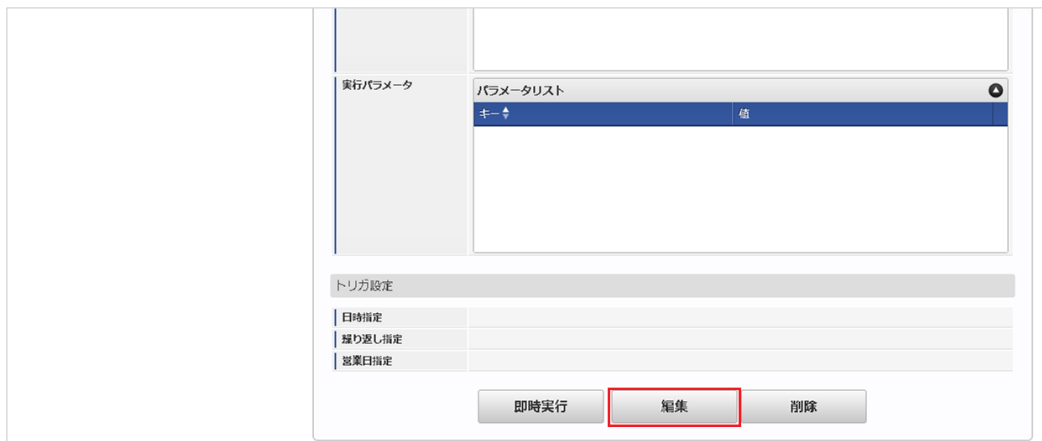 実行パラメータ
パラメータリスト
キー
値
トリガ設定
日時指定
繰り返し指定
営業日指定
即時実行
編集
削除